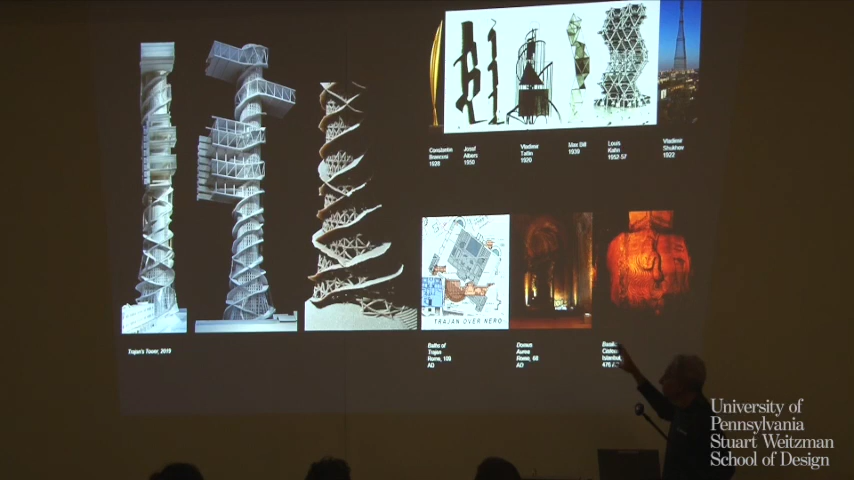 Constantin
Brancusi
1928
Josef
Albers
1950
Vladimir
Tatlin
1920
Max Bill
1939
Louis
Kahn
1952-57
Vladimir
Shukhov
1922
TRAJAN OVER NERO
Trajan's Tower, 2019
Baths of
Trajan
Rome, 109
AD
Domus
Aurea
Rome, 68
AD
Istanbul,
University of
Pennsylvania
Stuart Weitzman
School of Design